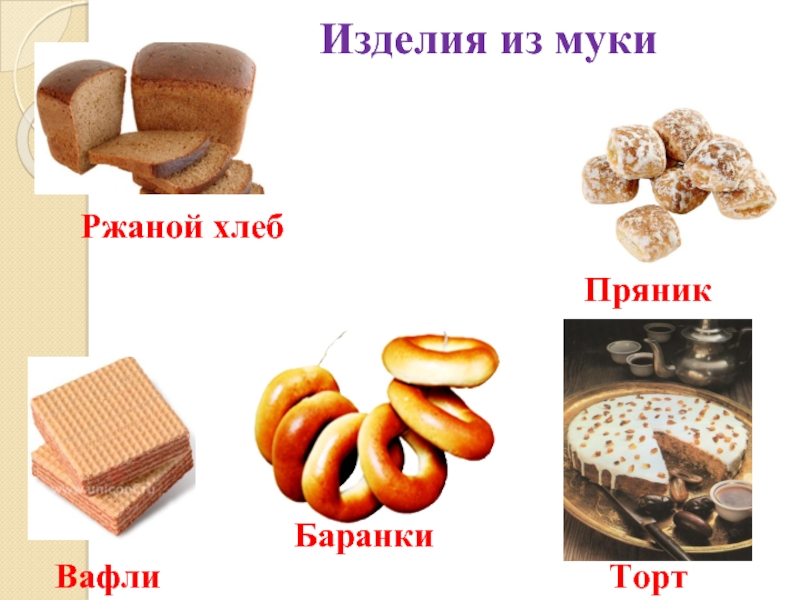 Изделия из муки
Ржаной хлеб
Пряник
Баранки
Вафли
Торт